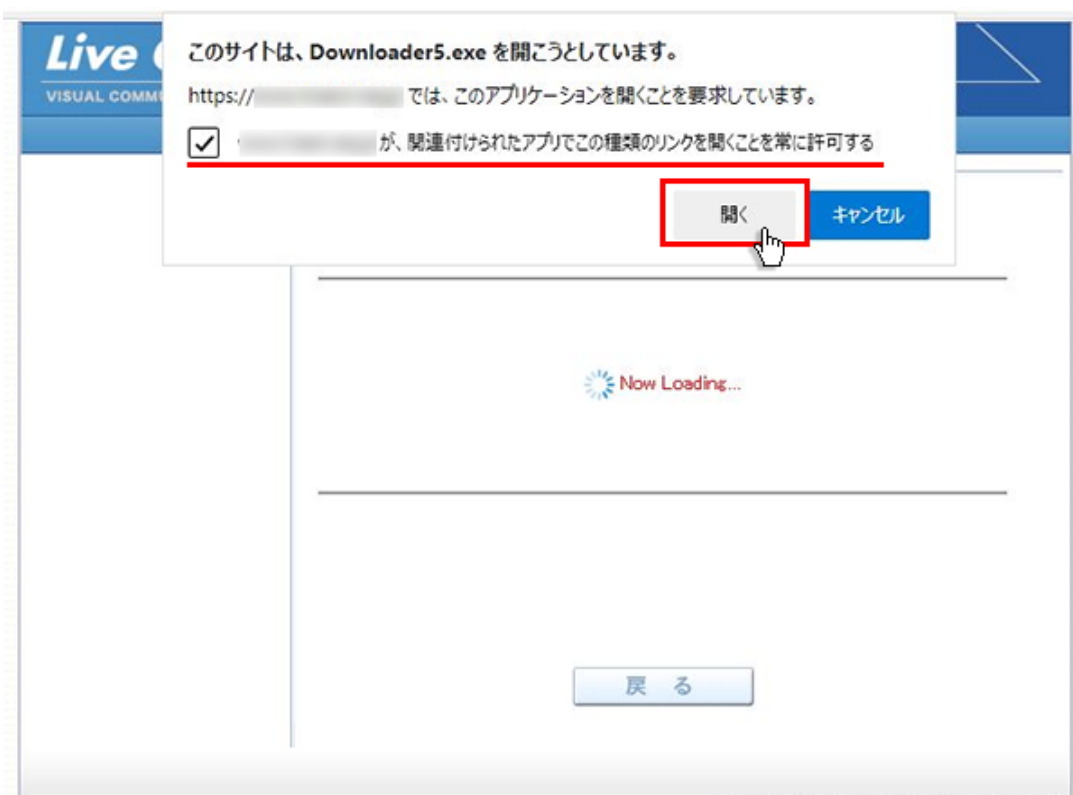 Live
VISUAL COMM
このサイトは、Downloader5.exe を開こうとしています。
https:// では、このアプリケーションを開くことを要求しています。
が、関連付けられたアプリでこの種類のリンクを開くことを常に許可する
開く キャンセル
Now Loading...
戻る